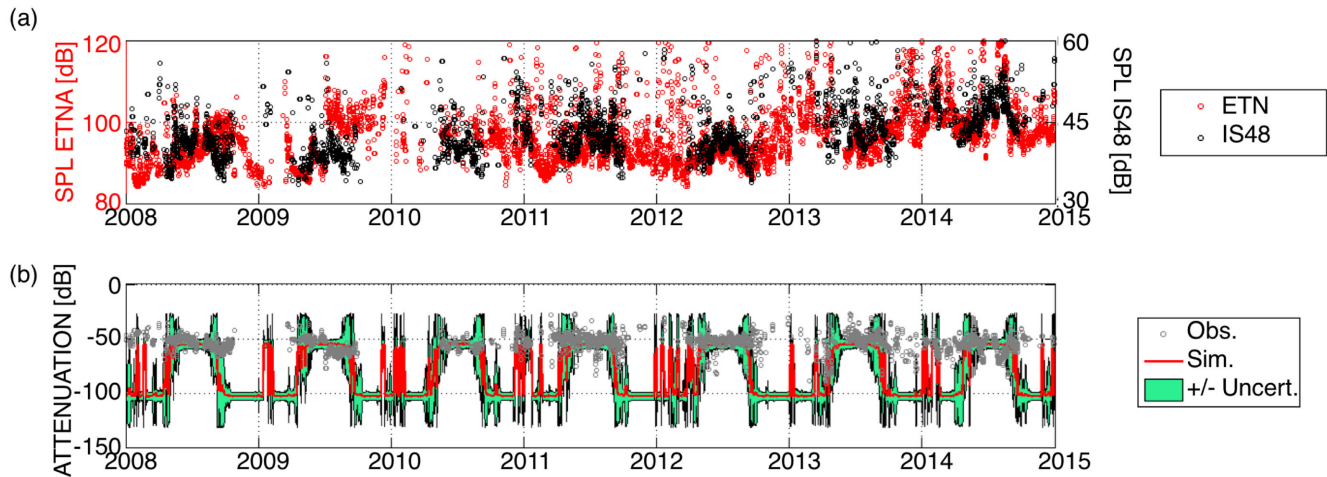 (a)
SPL ETNA [dB]
120
100
80
60
45
30
SPL IS48 [dB]
2008 2009 2010 2011 2012 2013 2014 2015
ETN
IS48
(b)
ATTENUATION [dB]
0
-50
-100
-150
2008 2009 2010 2011 2012 2013 2014 2015
Obs.
Sim.
+/- Uncert.